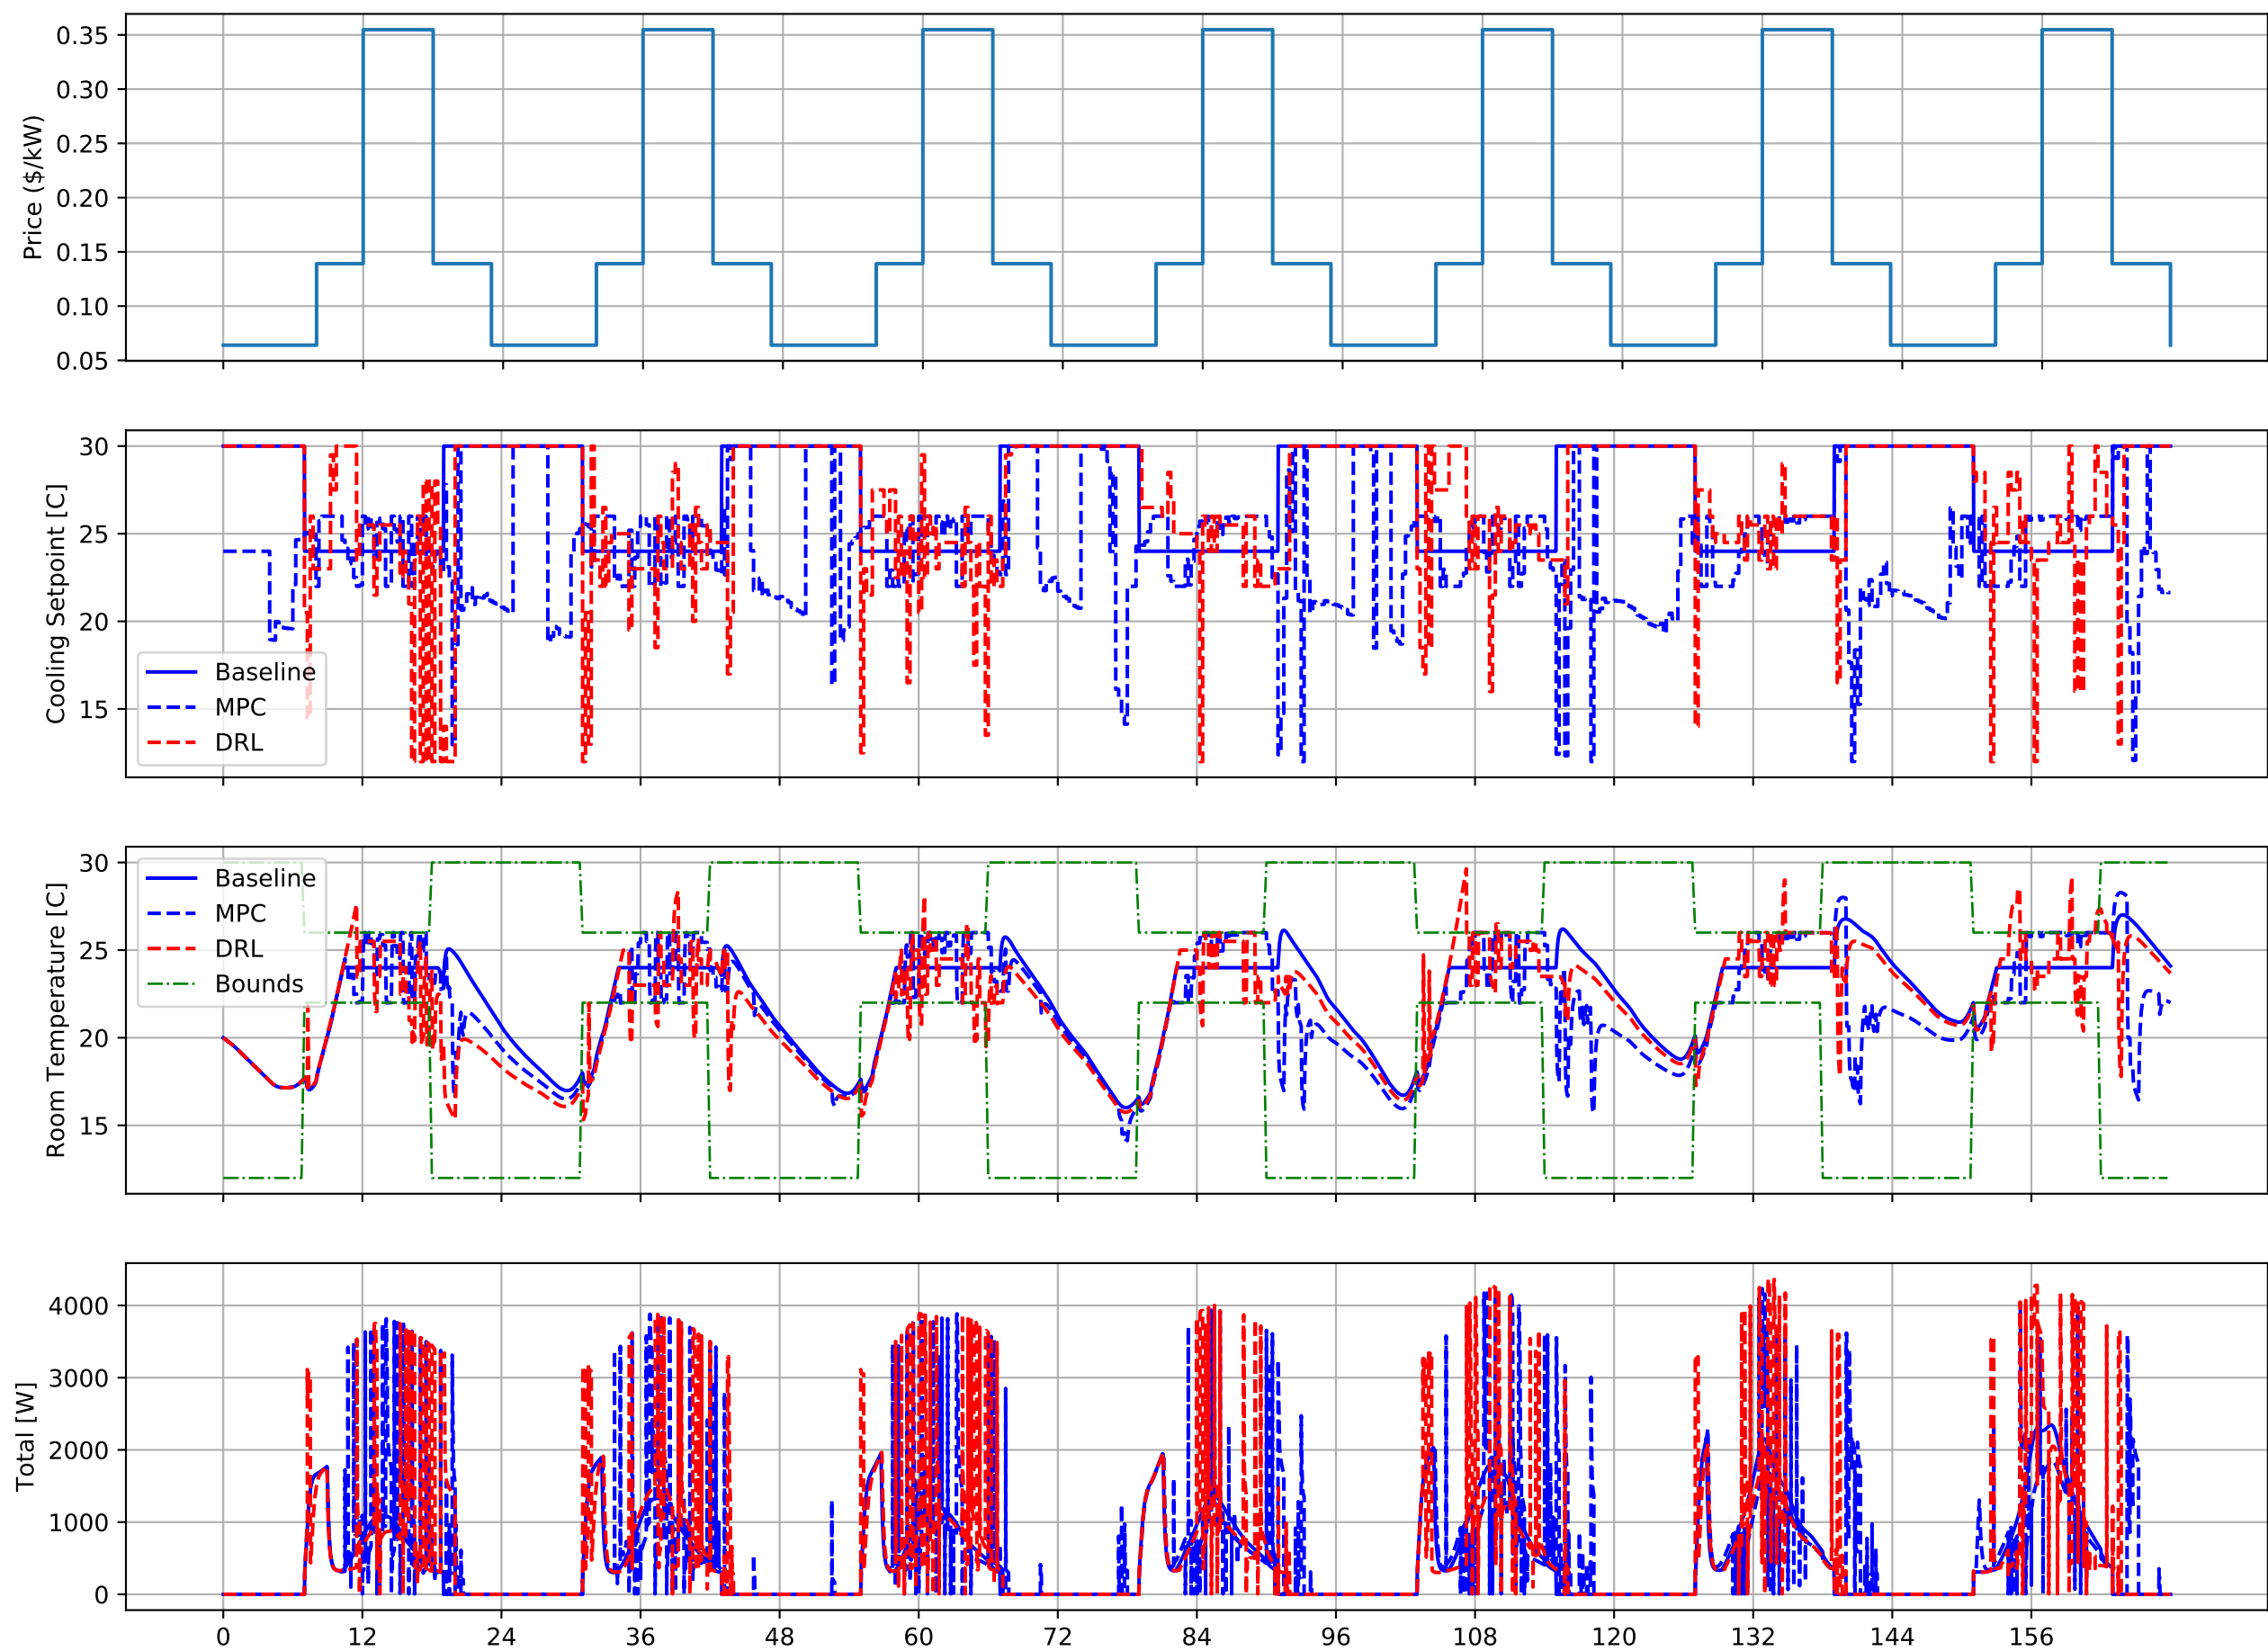 Price ($/kW)
0.35
0.30
0.25
0.20
0.15
0.10
0.05
Cooling Setpoint [C]
30
25
20
15
Baseline
MPC
DRL
Room Temperature [C]
30
25
20
15
Baseline
MPC
DRL
Bounds
Total [W]
4000
3000
2000
1000
0
0 12 24 36 48 60 72 84 96 108 120 132 144 156